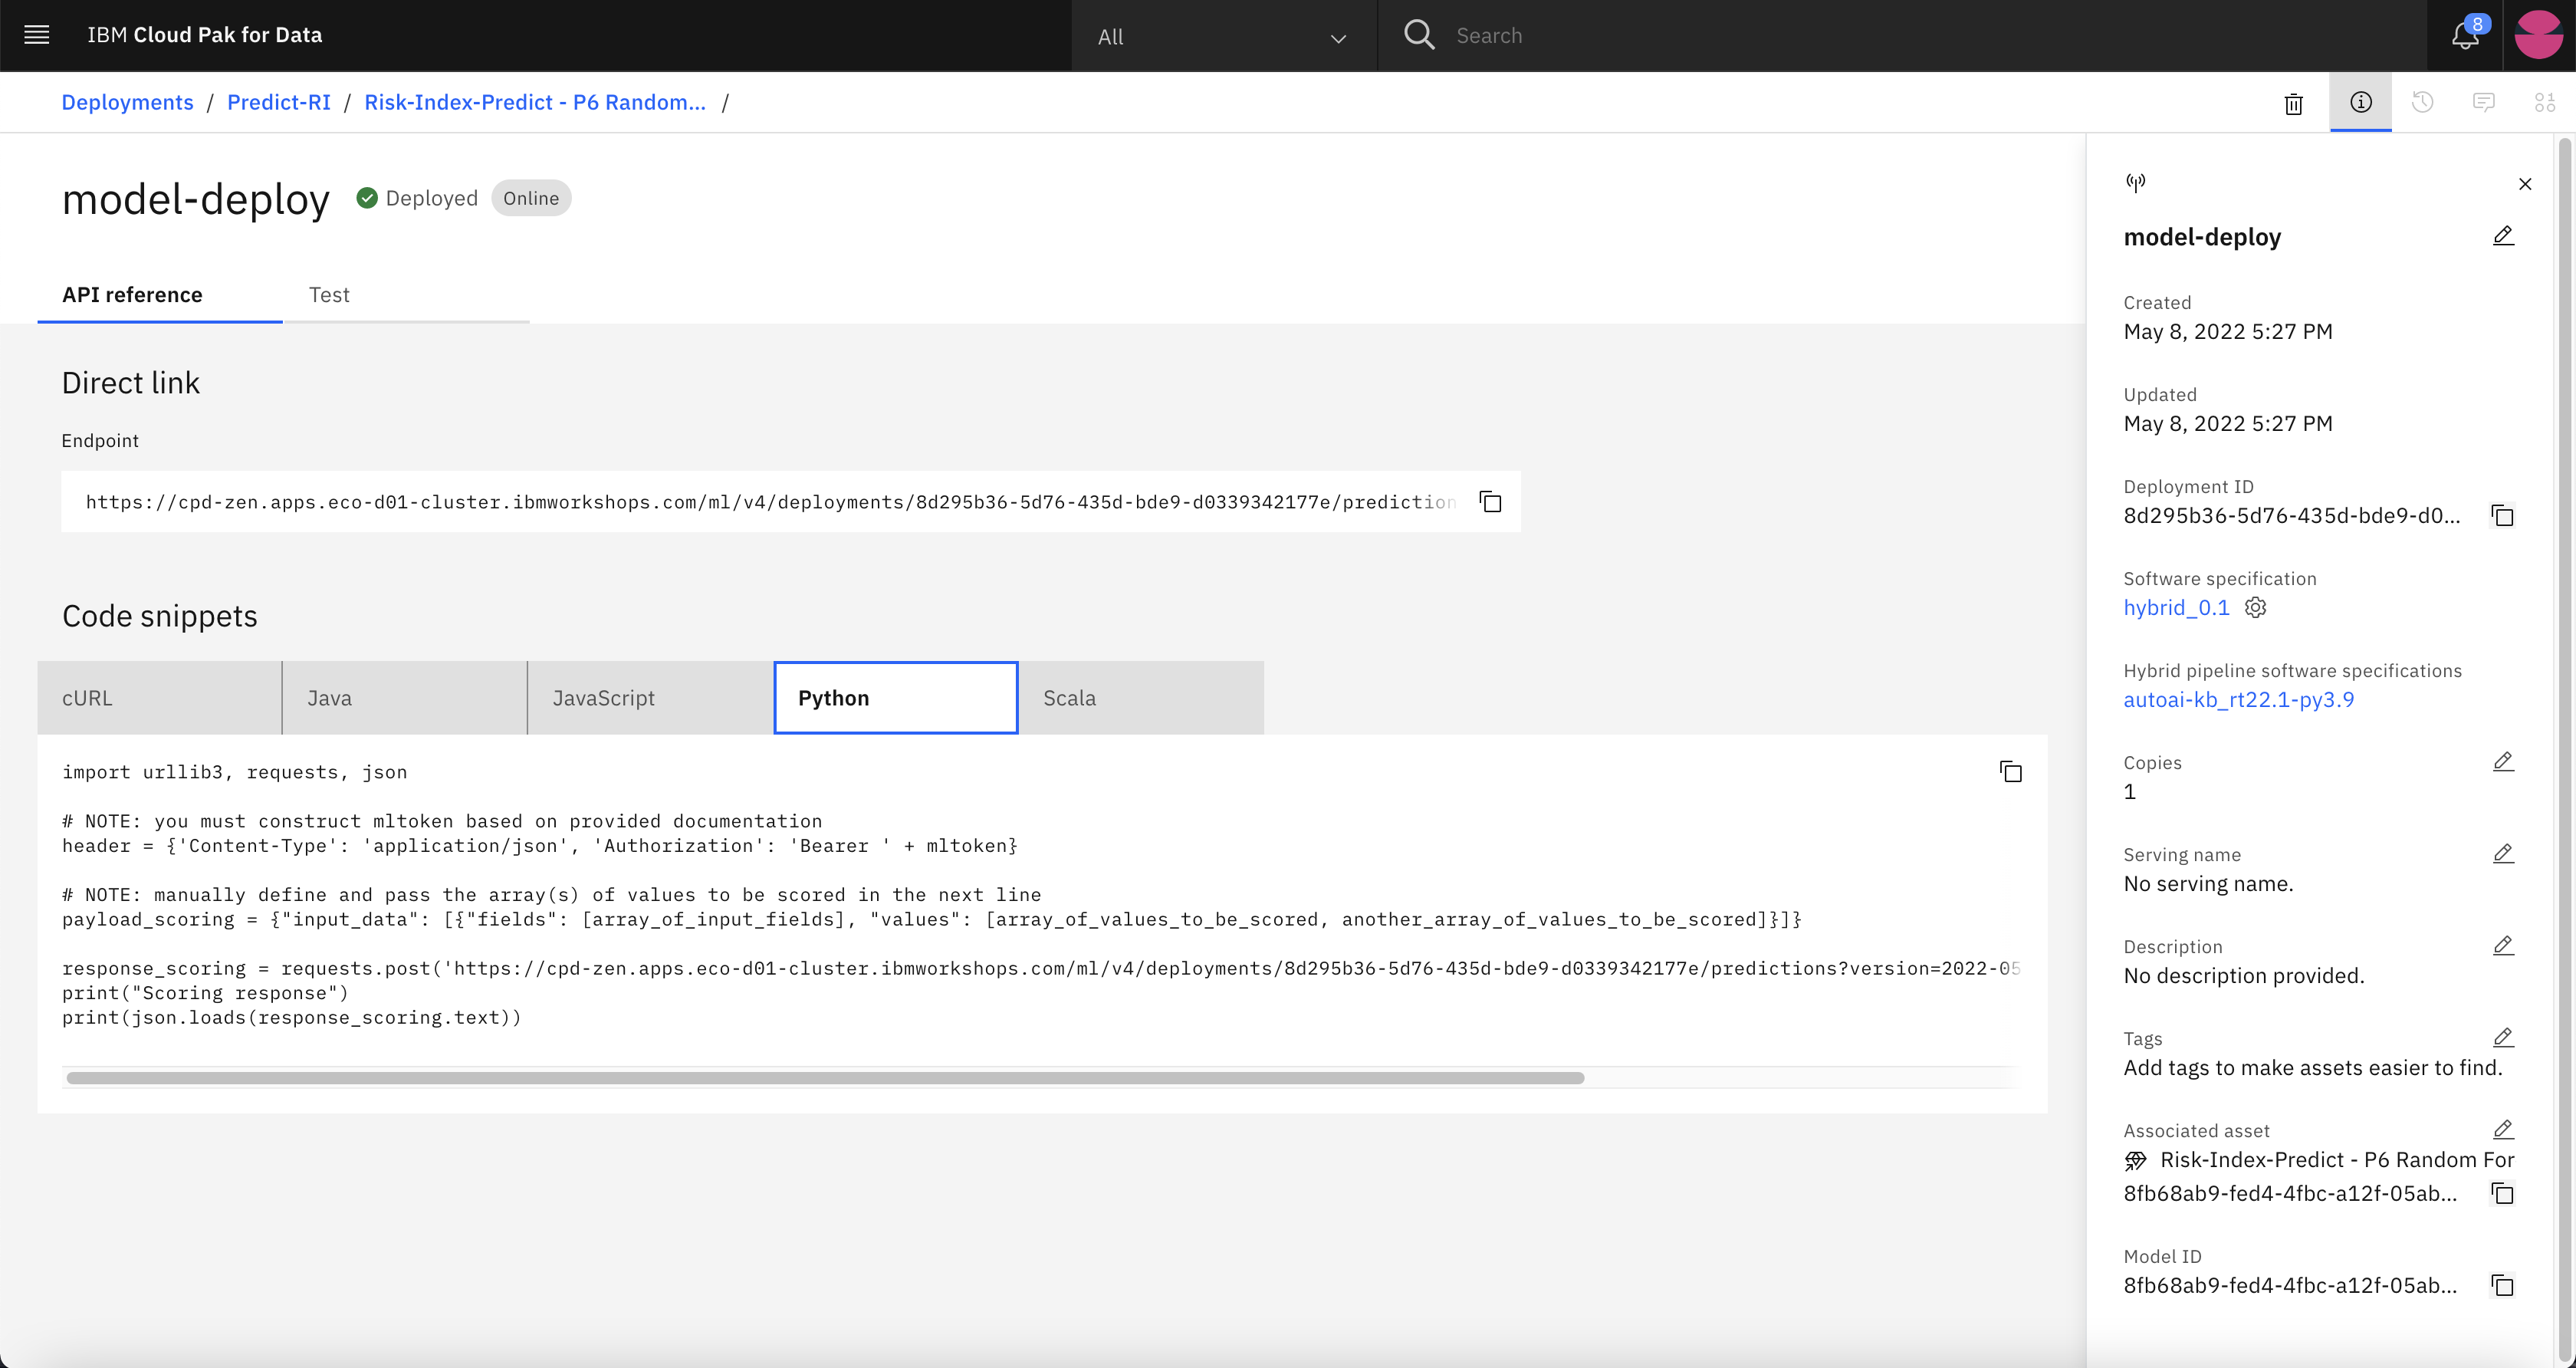 IBM Cloud Pak for Data
All
Search
8
Deployments / Predict-RI / Risk-Index-Predict - P6 Random... /
model-deploy
Deployed
Online
API reference
Test
Direct link
Endpoint
https://cpd-zen.apps.eco-d01-cluster.ibmworkshops.com/ml/v4/deployments/8d295b36-5d76-435d-bde9-d0339342177e/prediction
Code snippets
cURL
Java
JavaScript
Python
Scala
import urllib3, requests, json
# NOTE: you must construct mltoken based on provided documentation
header = {'Content-Type': 'application/json', 'Authorization': 'Bearer ' + mltoken}
# NOTE: manually define and pass the array(s) of values to be scored in the next line
payload_scoring = {"input_data": [{"fields": [array_of_input_fields], "values": [array_of_values_to_be_scored, another_array_of_values_to_be_scored]}]}
response_scoring = requests.post('https://cpd-zen.apps.eco-d01-cluster.ibmworkshops.com/ml/v4/deployments/8d295b36-5d76-435d-bde9-d0339342177e/predictions?version=2022-05
print("Scoring response")
print(json.loads(response_scoring.text))
model-deploy
Created
May 8, 2022 5:27 PM
Updated
May 8, 2022 5:27 PM
Deployment ID
8d295b36-5d76-435d-bde9-d0...
Software specification
hybrid_0.1
Hybrid pipeline software specifications
autoai-kb_rt22.1-py3.9
Copies
1
Serving name
No serving name.
Description
No description provided.
Tags
Add tags to make assets easier to find.
Associated asset
Risk-Index-Predict - P6 Random For
8fb68ab9-fed4-4fbc-a12f-05ab...
Model ID
8fb68ab9-fed4-4fbc-a12f-05ab...